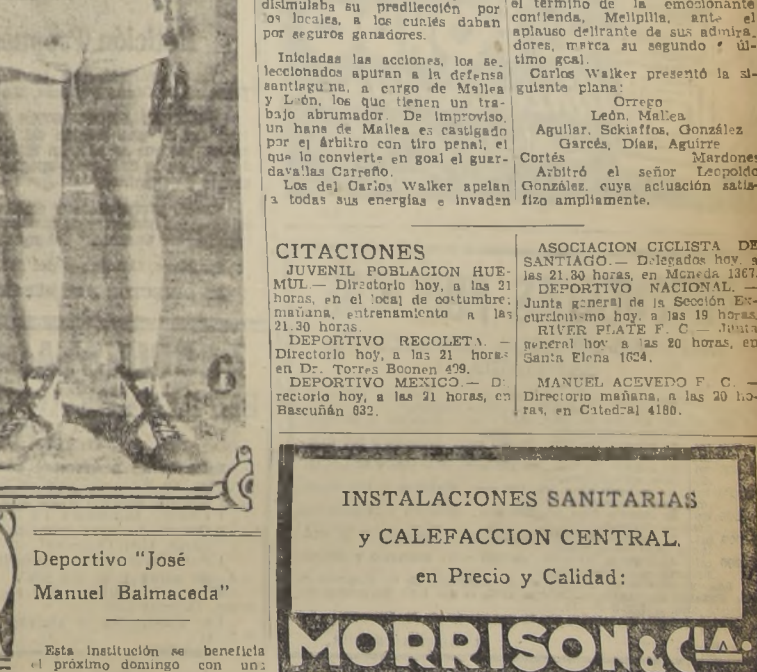 disimulaba su predilección por
los locales, a los cuales daban
por seguros ganadores.
Iniciadas las acciones, los se-
leccionados apuran a la defensa
santiaguina, a cargo de Mallea
y León, los que tienen un tra-
bajo abrumador. De improviso,
un hans de Mallea es castigado
por el árbitro con tiro penal, el
que lo convierte en goal el guar-
davallas Carreño.
Los del Carlos Walker apelan
a todas sus energías e invaden
el término de la emocionante
contienda, Melipilla, ante el
aplauso delirante de sus admira-
dores, marca su segundo y úl-
timo goal.
Carlos Walker presentó la si-
guiente plana:
Orrego
León, Mallea
Aguilar, Sckiaffos, González
Garcés, Díaz, Aguirre
Cortés Mardones
Arbitró el señor Leopoldo
González, cuya actuación satis-
fizo ampliamente.
CITACIONES
JUVENIL POBLACION HUE-
MUL.— Directorio hoy, a las 21
horas, en el local de costumbre;
mañana, entrenamiento a las
21.30 horas.
DEPORTIVO RECOLETA. —
Directorio hoy, a las 21 horas
en Dr. Torres Boonen 409.
DEPORTIVO MEXICO.— Di-
rectorio hoy, a las 21 horas, en
Bascuñán 632.
ASOCIACION CICLISTA DE
SANTIAGO.— Delegados hoy, a
las 21.30 horas, en Moneda 1367.
DEPORTIVO NACIONAL. —
Junta general de la Sección Ex-
cursionismo hoy, a las 19 horas.
RIVER PLATE F. C.— Junta
general hoy a las 20 horas, en
Santa Elena 1624.
MANUEL ACEVEDO F. C. —
Directorio mañana, a las 20 ho-
ras, en Catedral 4180.
6
Deportivo "José
Manuel Balmaceda"
Esta institución se beneficia
el próximo domingo con una
INSTALACIONES SANITARIAS
y CALEFACCION CENTRAL,
en Precio y Calidad:
MORRISON & CIA.